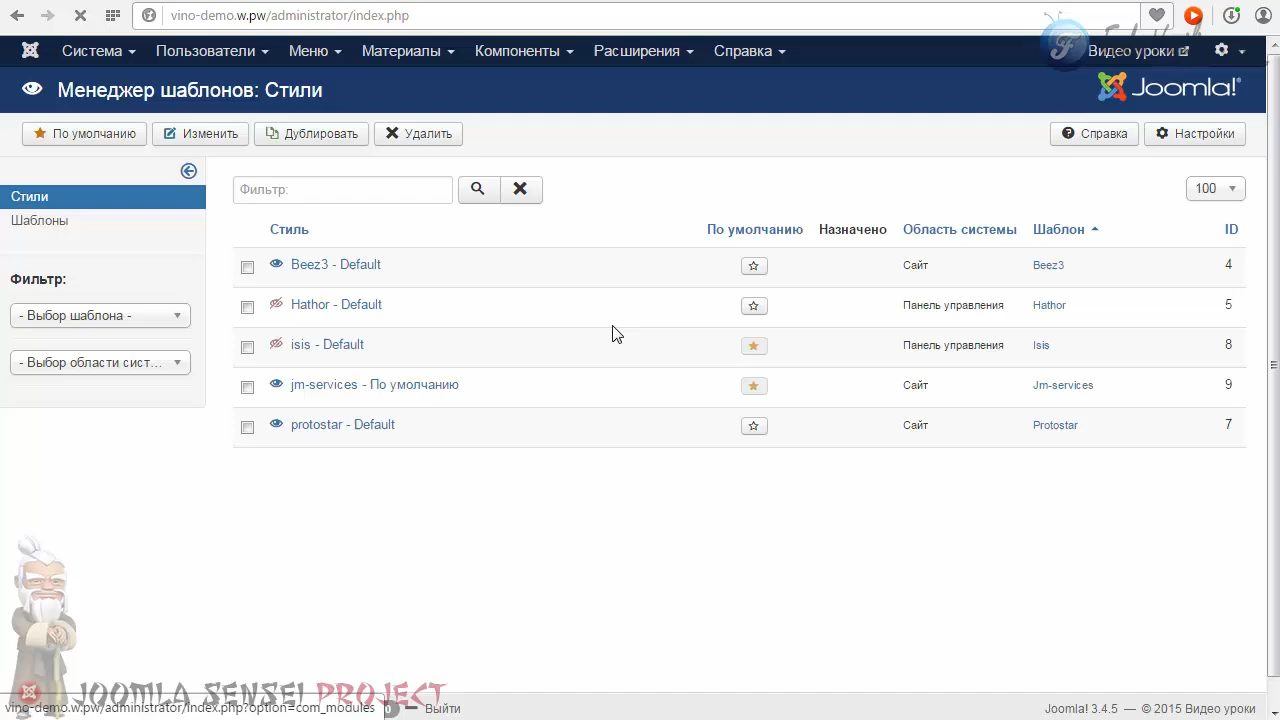 vino-demo.w.pw/administrator/index.php
Система Пользователи Меню Материалы Компоненты Расширения Справка Видео уроки
Менеджер шаблонов: Стили
Joomla!
По умолчанию Изменить Дублировать Удалить Справка Настройки
Стили
Шаблоны
Фильтр:
- Выбор шаблона -
- Выбор области сист...
Фильтр: 100
Стиль По умолчанию Назначено Область системы Шаблон ID
Beez3 - Default Сайт Beez3 4
Hathor - Default Панель управления Hathor 5
isis - Default Панель управления Isis 8
jm-services - По умолчанию Сайт Jm-services 9
protostar - Default Сайт Protostar 7
JOOMLA SENSEI PROJECT
vino-demo.w.pw/administrator/index.php?option=com_modules
Выйти
Joomla! 3.4.5 — © 2015 Видео уроки